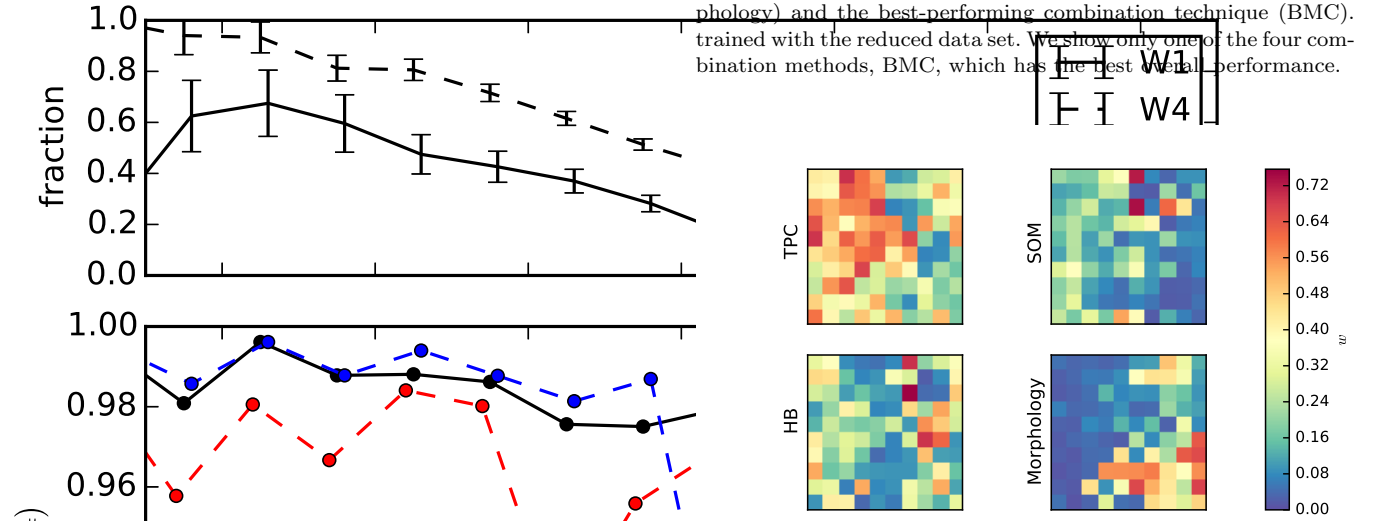 phology) and the best-performing combination technique (BMC).
trained with the reduced data set. We show only one of the four com-
bination methods, BMC, which has the best overall performance.
W1
W4
fraction
1.0
0.8
0.6
0.4
0.2
0.0
1.00
0.98
0.96
TPC
SOM
HB
Morphology
0.72
0.64
0.56
0.48
0.40
0.32
0.24
0.16
0.08
0.00
w